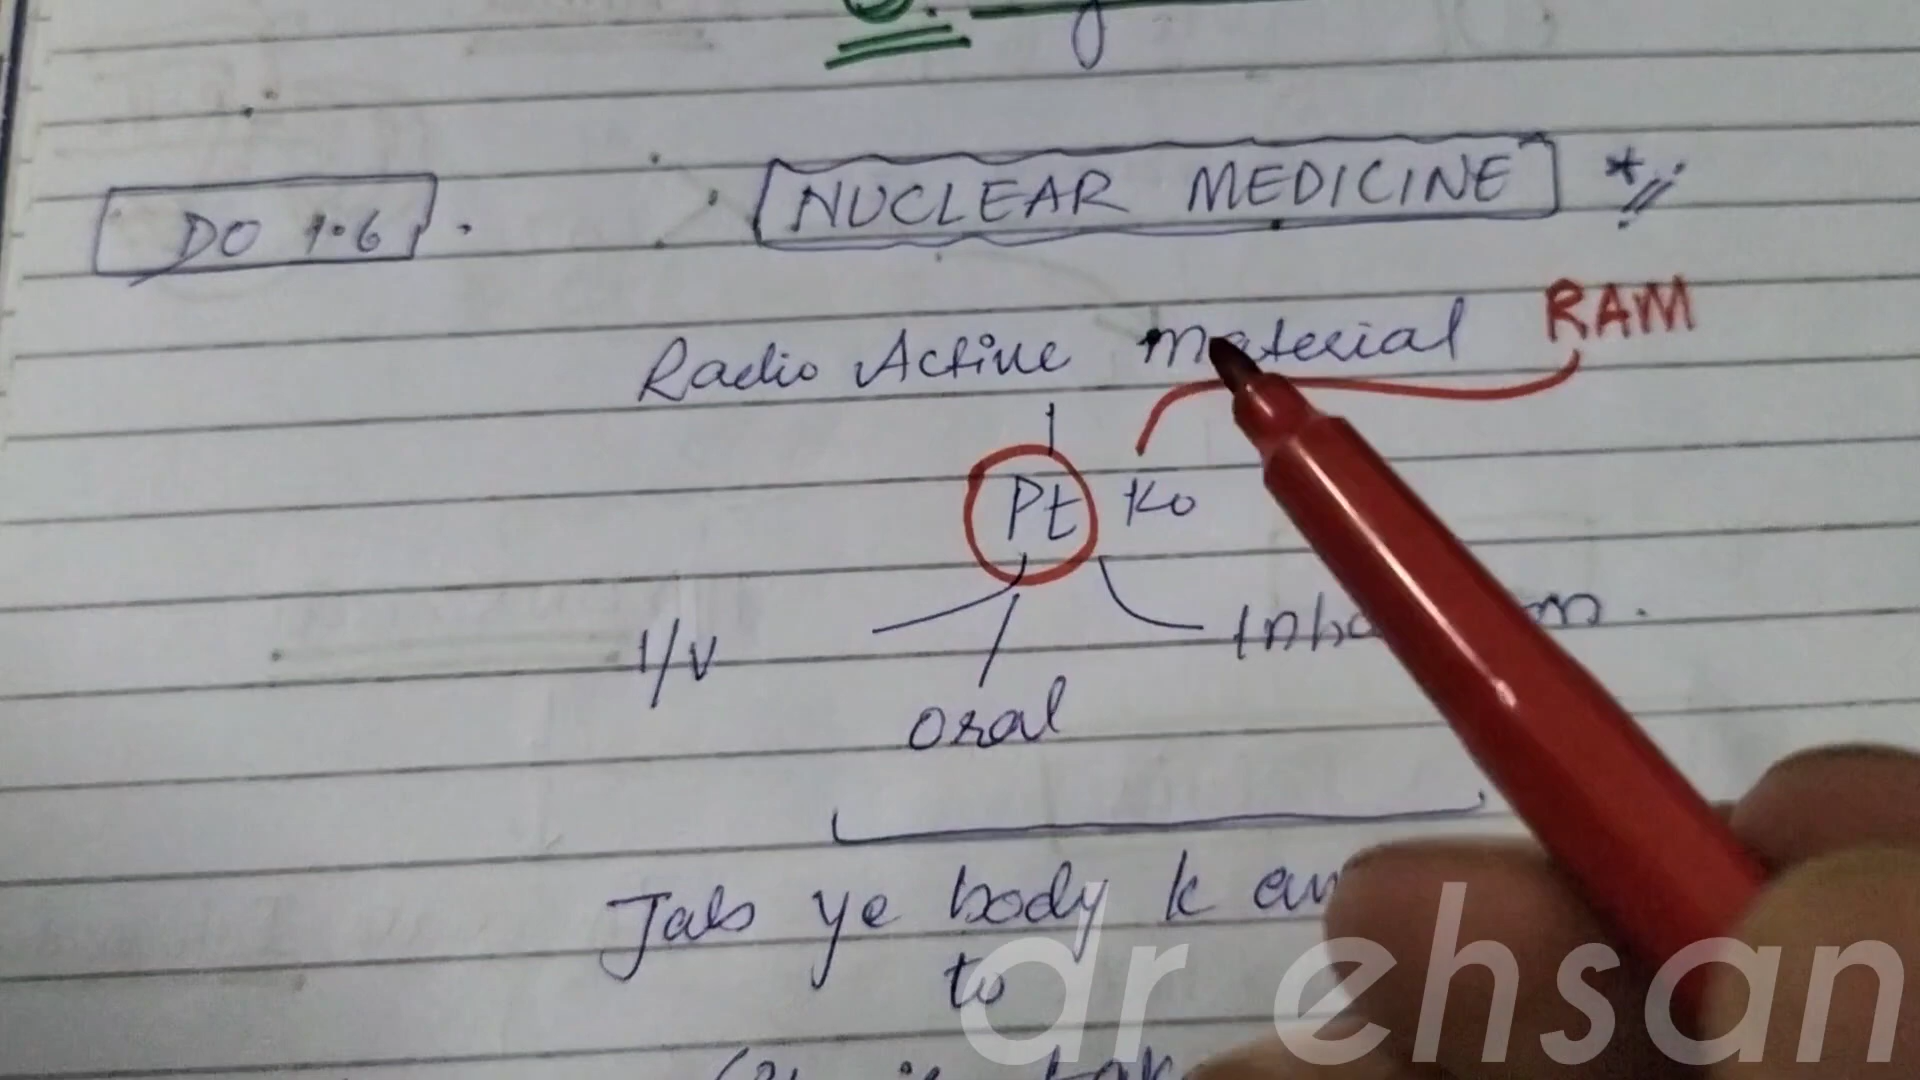 DO 1.6
NUCLEAR MEDICINE *
Radio Active Material RAM
Pt Ko
I/V
oral
Jab ye body k
to
dr ehsan